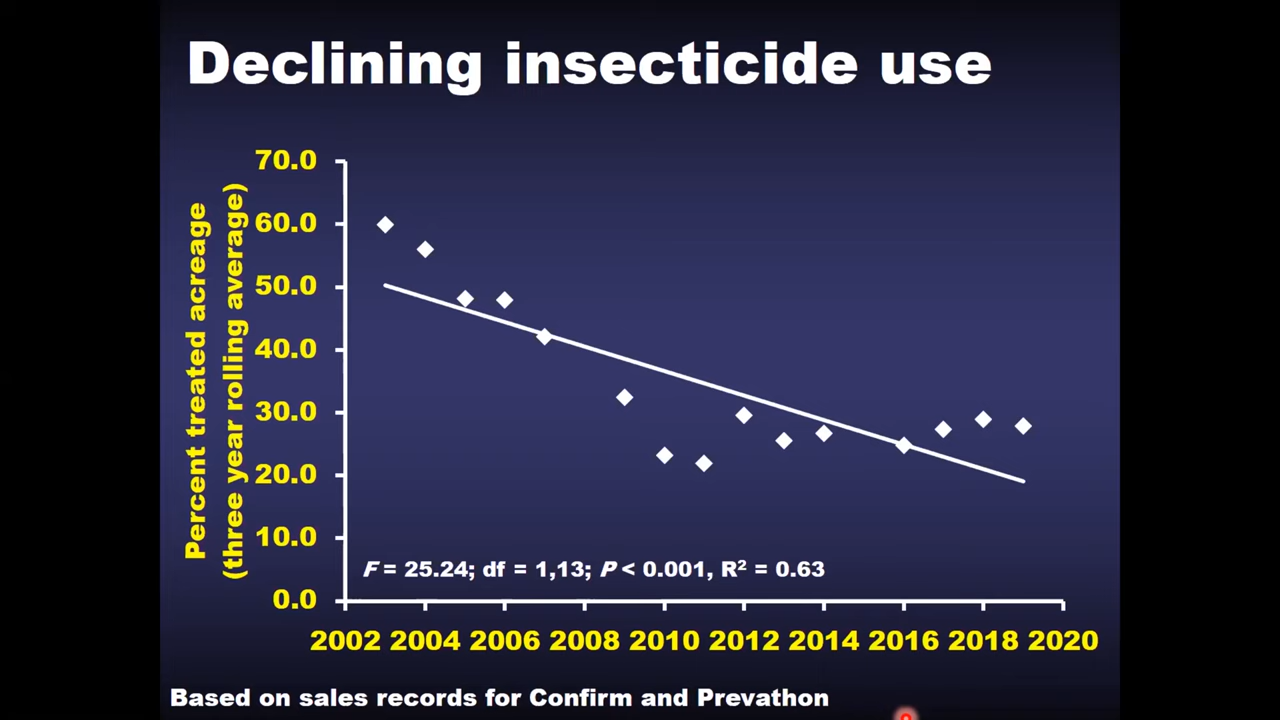 Declining insecticide use
Percent treated acreage
(three year rolling average)
70.0
60.0
50.0
40.0
30.0
20.0
10.0
0.0
F = 25.24; df = 1,13; P < 0.001, R² = 0.63
2002 2004 2006 2008 2010 2012 2014 2016 2018 2020
Based on sales records for Confirm and Prevathon